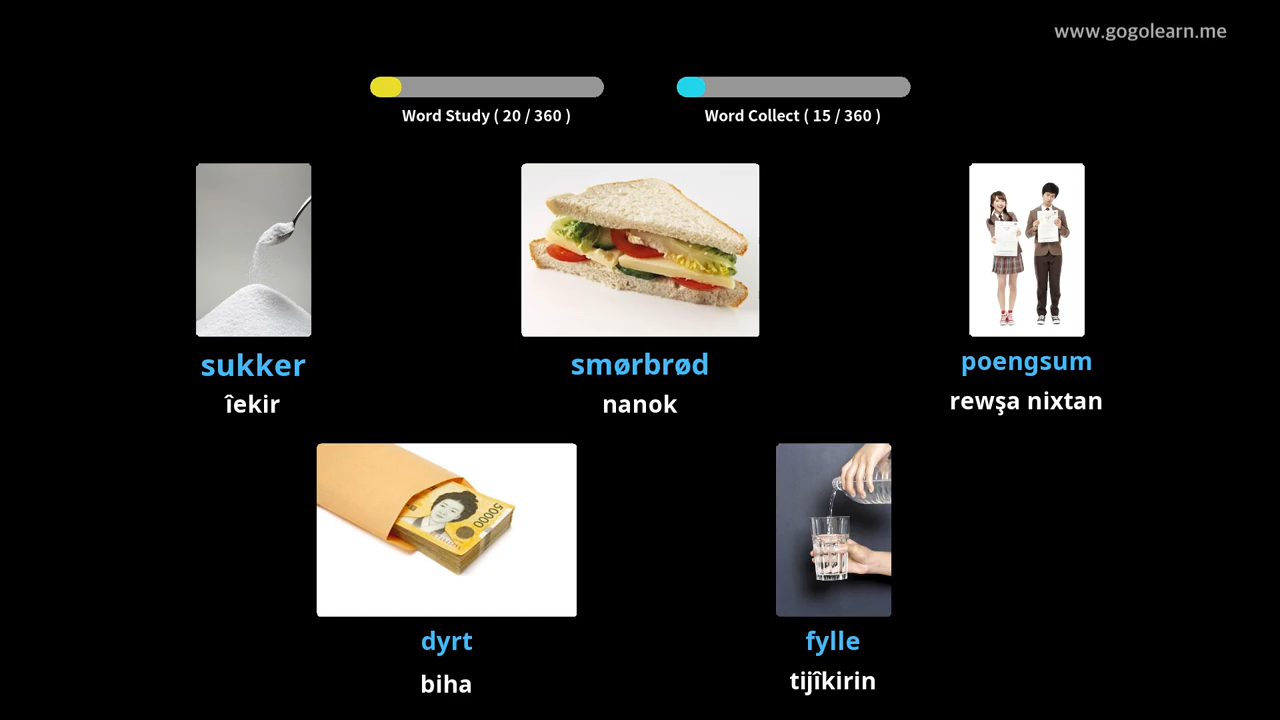 www.gogolearn.me
Word Study ( 20 / 360 )
Word Collect ( 15 / 360 )
sukker
îekir
smørbrød
nanok
poengsum
rewşa nixtan
50000
dyrt
biha
fylle
tijîkirin